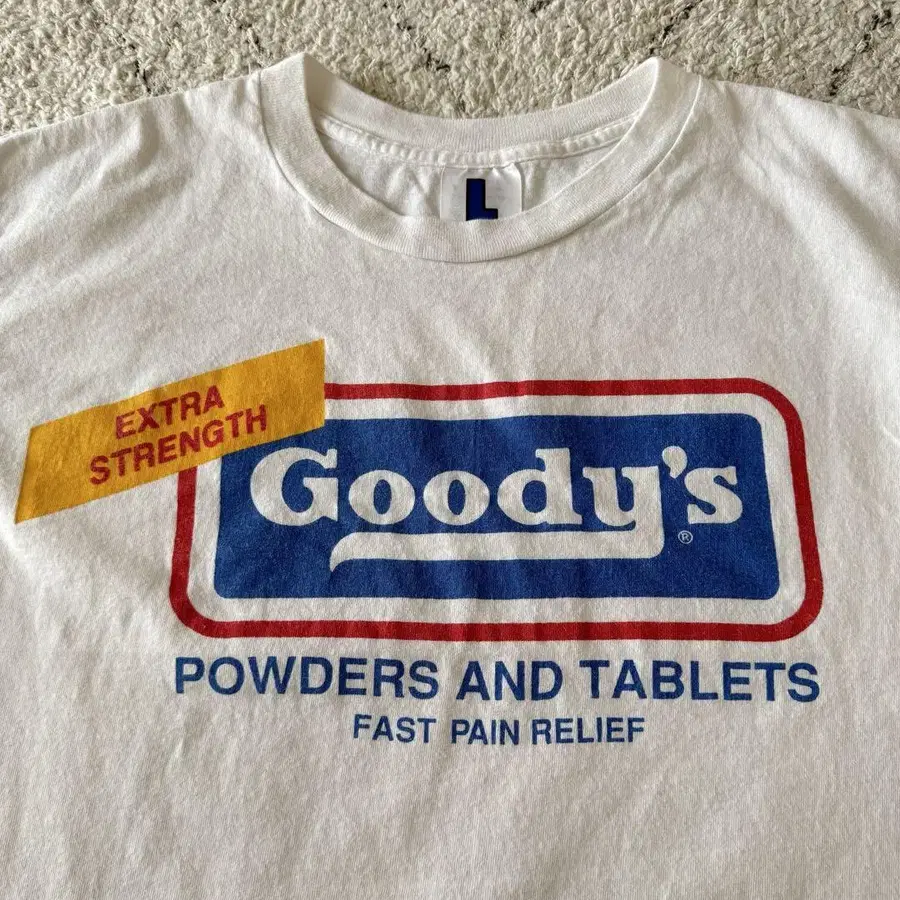 L
EXTRA
STRENGTH
Goody's®
POWDERS AND TABLETS
FAST PAIN RELIEF